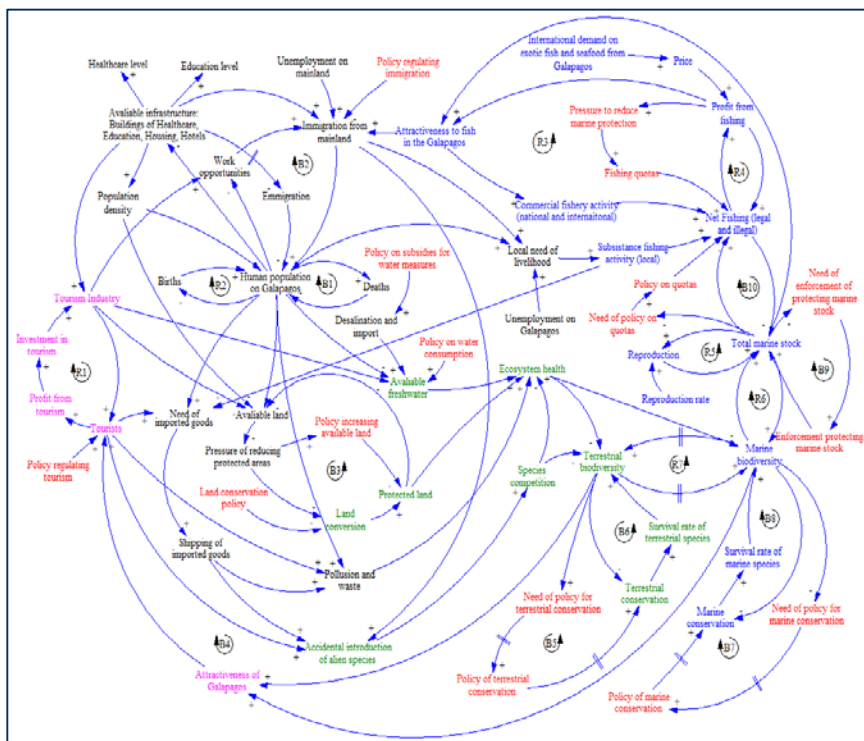 International demand on
exotic fish and seafood from
Galapagos
Price
Healthcare level
Education level
Unemployment on
mainland
Policy regulating
immigration
Avaliable infrastructure:
Buildings of Healthcare,
Education, Housing, Hotels
Immigration from
mainland
Attractiveness to fish
in the Galapagos
Pressure to reduce
marine protection
Profit from
fishing
R3
B2
R4
Work
opportunities
Emmigration
Fishing quotas
Population
density
Commercial fishery activity
(national and internaitonal)
Net Fishing (legal
and illegal)
Local need of
livelihood
Subsistance fishing
activity (local)
Policy on subsidies for
water measures
Births
R2
Human population
on Galapagos
B1
Deaths
Policy on quotas
B10
Need of
enforcement of
protecting marine
stock
Tourism Industry
Desalination and
import
Unemployment on
Galapagos
Need of policy on
quotas
Total marine stock
Investment in
tourism
Policy on water
consumption
Reproduction
R5
B9
R1
Avaliable
freshwater
Ecosystem health
Reproduction rate
R6
Profit from
tourism
Tourists
Need of
imported goods
Avaliable land
Policy increasing
available land
Enforcement protecting
marine stock
Policy regulating
tourism
Pressure of reducing
protected areas
B3
Species
competition
Terrestrial
biodiversity
R7
Marine
biodiversity
Land conservation
policy
Protected land
Land
conversion
B6
Survival rate of
terrestrial species
B8
Survival rate of
marine species
Shipping of
imported goods
Pollusion and
waste
Terrestrial
conservation
Need of policy for
terrestrial conservation
Marine
conservation
Need of policy for
marine conservation
B4
Accidental introduction
of alien species
B5
B7
Attractiveness of
Galapagos
Policy of terrestrial
conservation
Policy of marine
conservation